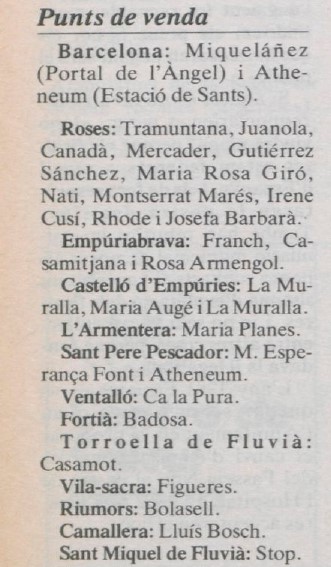 Punts de venda
Barcelona: Miqueláñez
(Portal de l'Àngel) i Athe-
neum (Estació de Sants).
Roses: Tramuntana, Juanola,
Canadà, Mercader, Gutiérrez
Sánchez, Maria Rosa Giró,
Nati, Montserrat Marés, Irene
Cusí, Rhode i Josefa Barbarà.
Empúriabrava: Franch, Ca-
samitjana i Rosa Armengol.
Castelló d'Empúries: La Mu-
ralla, Maria Augé i La Muralla.
L'Armentera: Maria Planes.
Sant Pere Pescador: M. Espe-
rança Font i Atheneum.
Ventalló: Ca la Pura.
Fortià: Badosa.
Torroella de Fluvià:
Casamot.
Vila-sacra: Figueres.
Riumors: Bolasell.
Camallera: Lluís Bosch.
Sant Miquel de Fluvià: Stop.